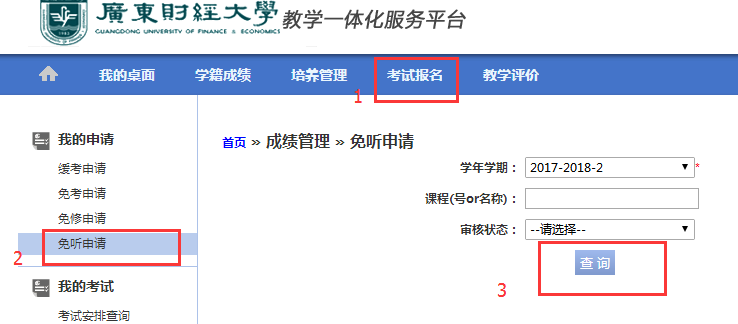 廣東財經大學 教学一体化服务平台
GUANGDONG UNIVERSITY OF FINANCE & ECONOMICS
我的桌面 学籍成绩 培养管理 考试报名 教学评价
1
我的申请
缓考申请
免考申请
免修申请
免听申请
2
我的考试
考试安排查询
首页 » 成绩管理 » 免听申请
学年学期： 2017-2018-2 *
课程(号or名称)：
审核状态： --请选择--
查询
3